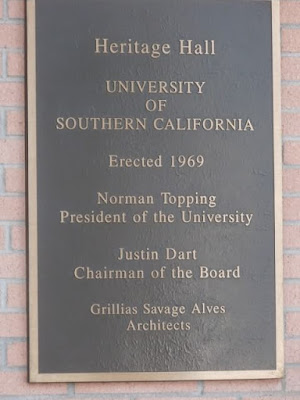 Heritage Hall
UNIVERSITY
OF
SOUTHERN CALIFORNIA
Erected 1969
Norman Topping
President of the University
Justin Dart
Chairman of the Board
Grillias Savage Alves
Architects